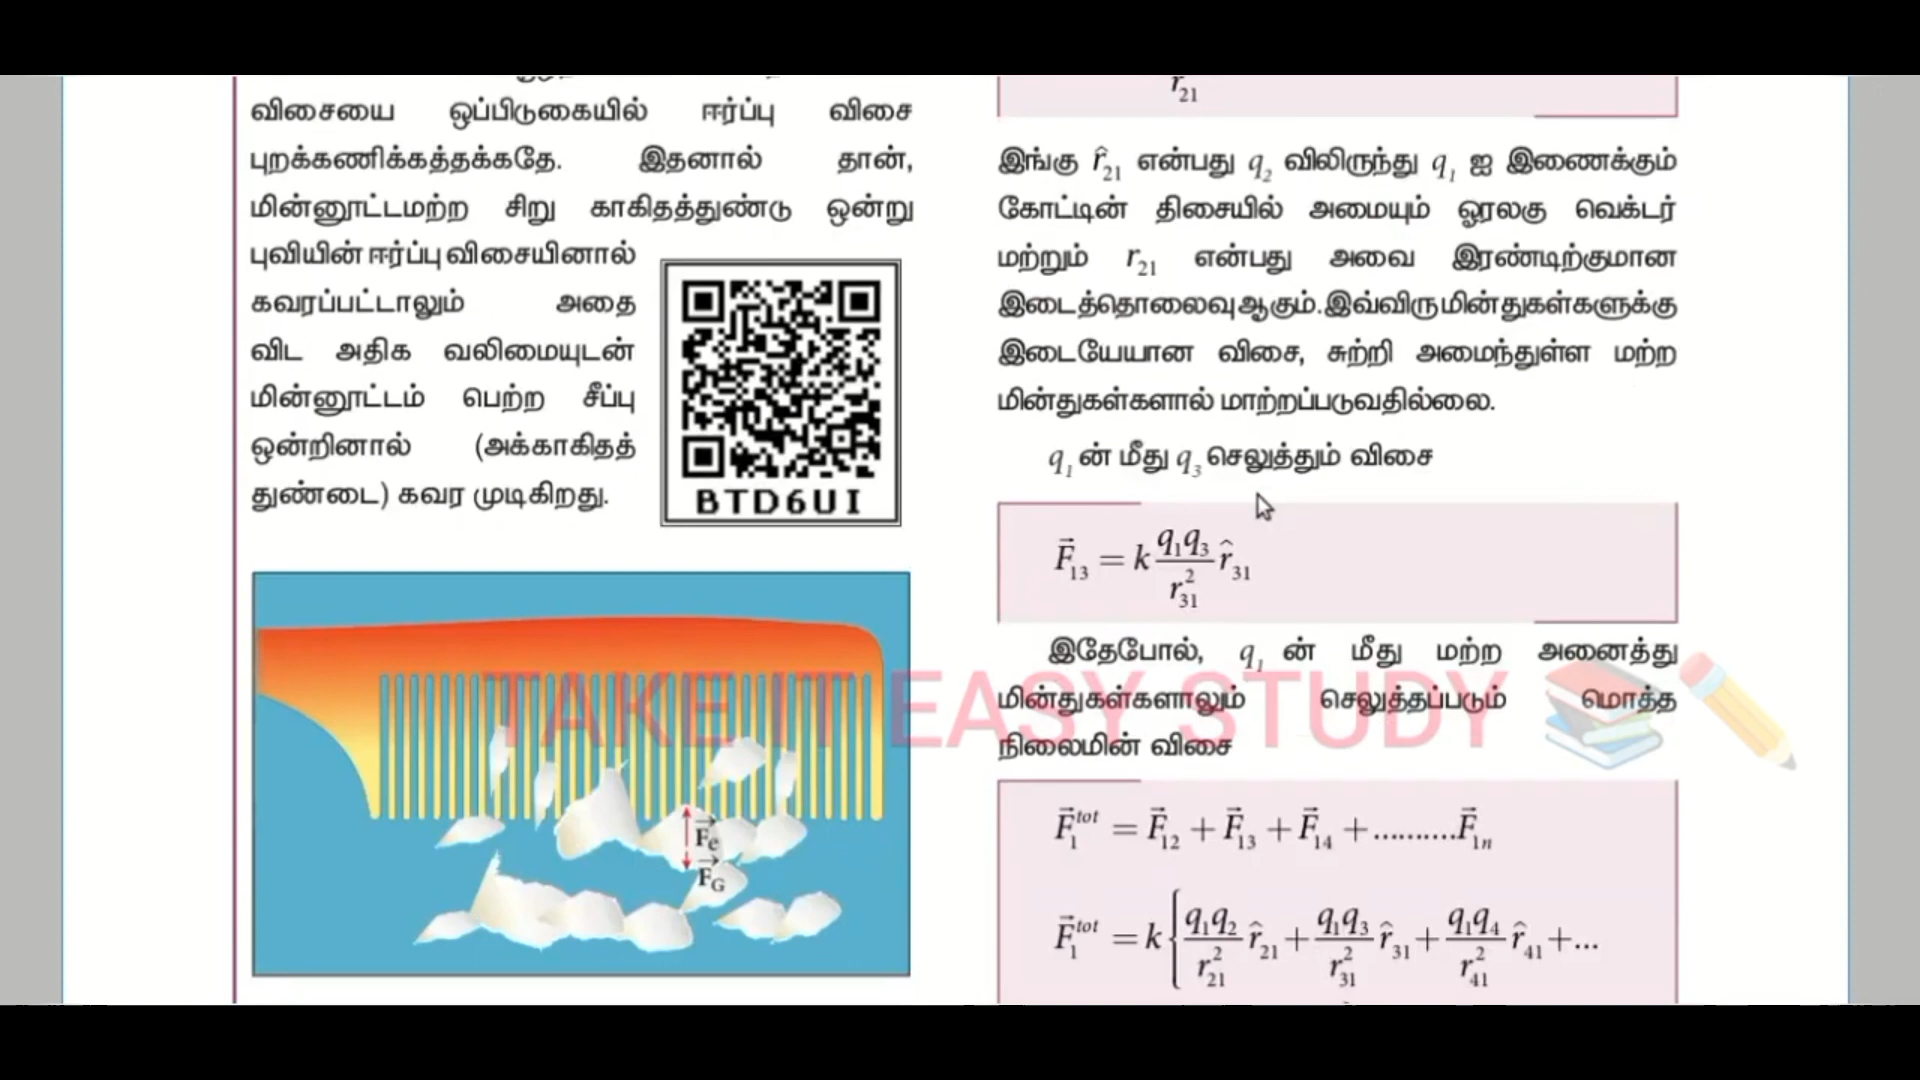 விசையை ஒப்பிடுகையில் ஈர்ப்பு விசை
புறக்கணிக்கத்தக்கதே. இதனால் தான்,
மின்னூட்டமற்ற சிறு காகிதத்துண்டு ஒன்று
புவியின் ஈர்ப்பு விசையினால்
கவரப்பட்டாலும் அதை
விட அதிக வலிமையுடன்
மின்னூட்டம் பெற்ற சீப்பு
ஒன்றினால் (அக்காகிதத்
துண்டை) கவர முடிகிறது.
BTD6UI
F⃗e
F⃗G
r21
இங்கு r̂21 என்பது q2 விலிருந்து q1 ஐ இணைக்கும்
கோட்டின் திசையில் அமையும் ஓரலகு வெக்டர்
மற்றும் r21 என்பது அவை இரண்டிற்குமான
இடைத்தொலைவு ஆகும். இவ்விரு மின்துகள்களுக்கு
இடையேயான விசை, சுற்றி அமைந்துள்ள மற்ற
மின்துகள்களால் மாற்றப்படுவதில்லை.
q1 ன் மீது q3 செலுத்தும் விசை
F⃗13 = k q1q3/r31² r̂31
இதேபோல், q1 ன் மீது மற்ற அனைத்து
மின்துகள்களாலும் செலுத்தப்படும் மொத்த
நிலைமின் விசை
F⃗1^tot = F⃗12 + F⃗13 + F⃗14 + ..........F⃗1n
F⃗1^tot = k { q1q2/r21² r̂21 + q1q3/r31² r̂31 + q1q4/r41² r̂41 + ...
TAKE IT EASY STUDY